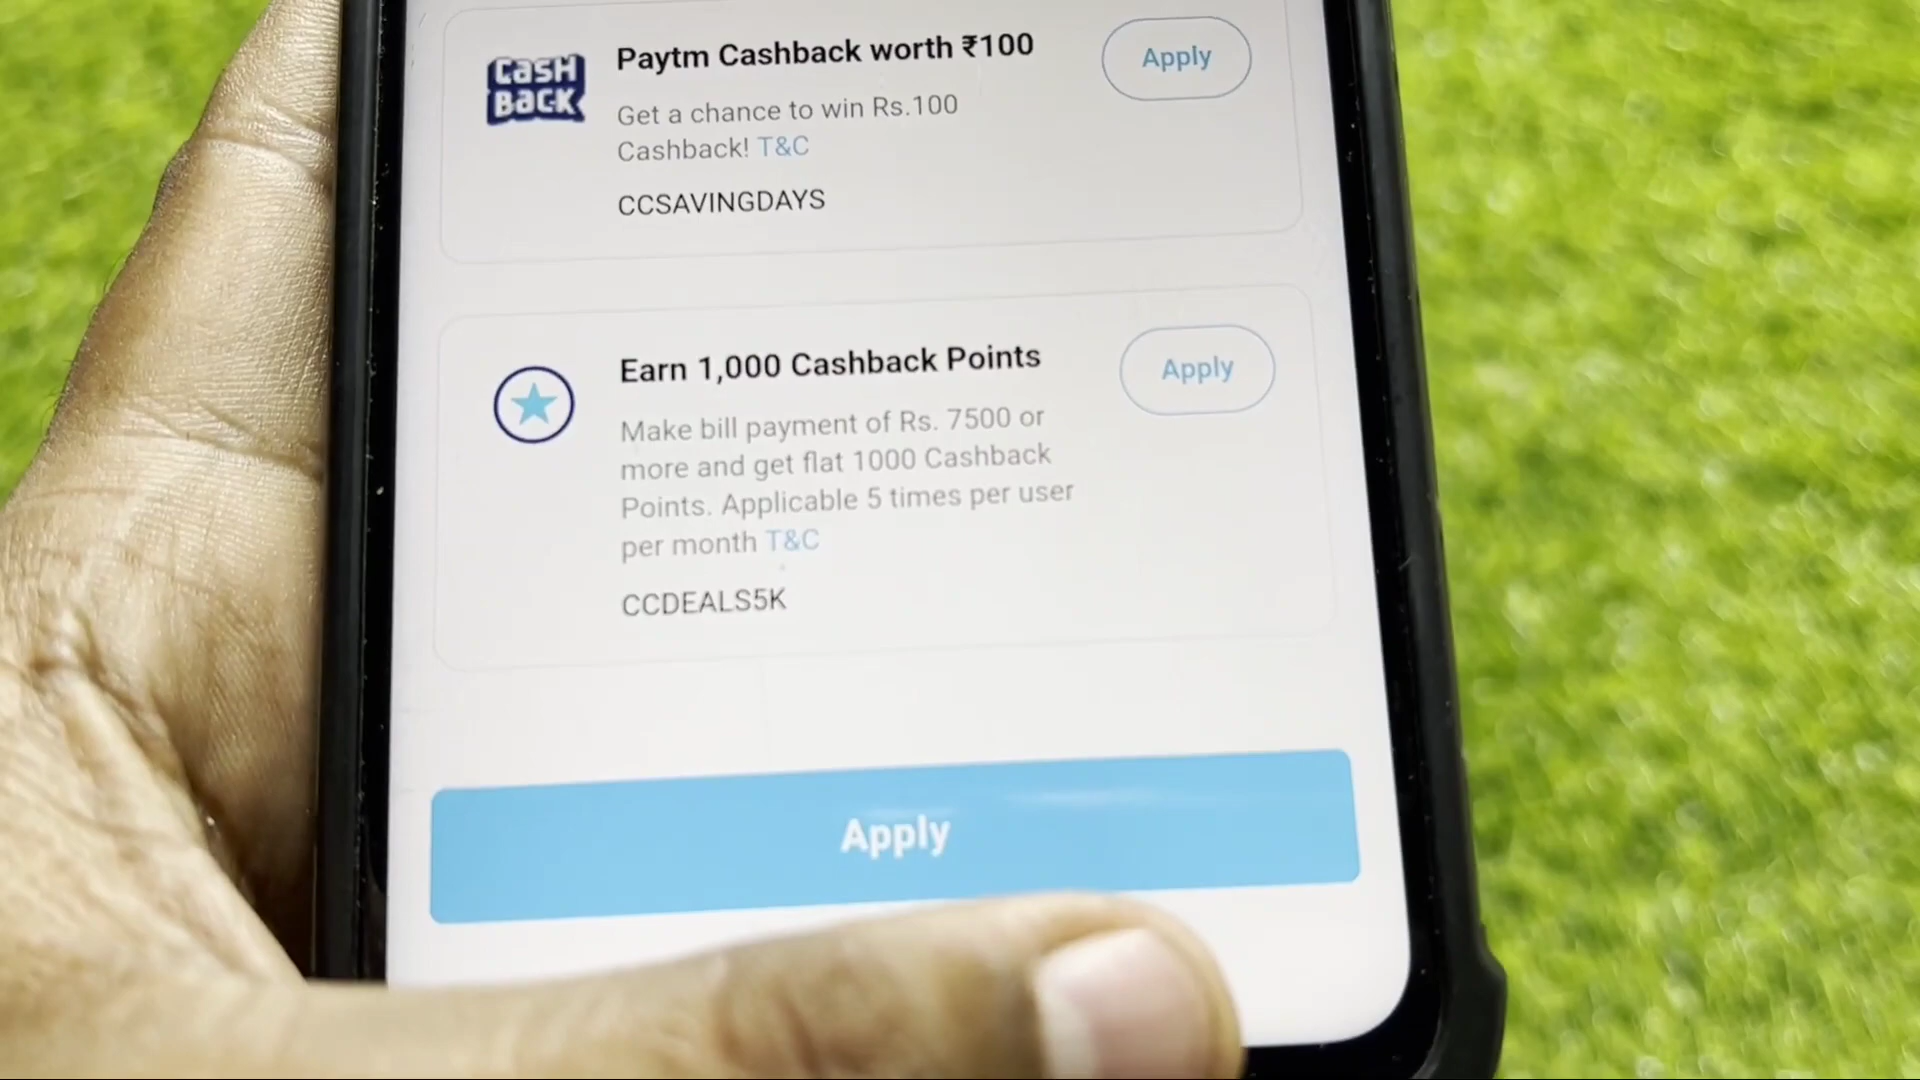 CASH
BACK
Paytm Cashback worth ₹100
Apply
Get a chance to win Rs.100
Cashback! T&C
CCSAVINGDAYS
Earn 1,000 Cashback Points
Apply
Make bill payment of Rs. 7500 or
more and get flat 1000 Cashback
Points. Applicable 5 times per user
per month T&C
CCDEALS5K
Apply